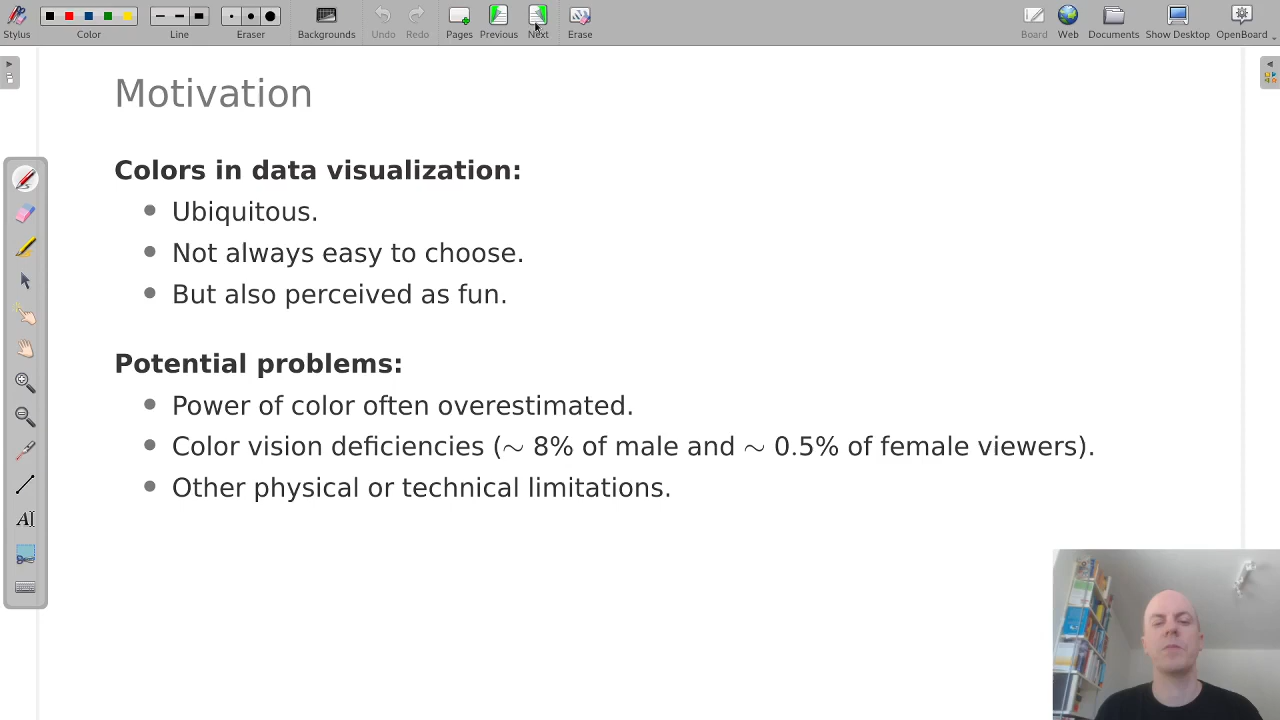 Stylus Color Line Eraser Backgrounds Undo Redo Pages Previous Next Erase Board Web Documents Show Desktop OpenBoard
Motivation
Colors in data visualization:
Ubiquitous.
Not always easy to choose.
But also perceived as fun.
Potential problems:
Power of color often overestimated.
Color vision deficiencies (∼ 8% of male and ∼ 0.5% of female viewers).
Other physical or technical limitations.
AI